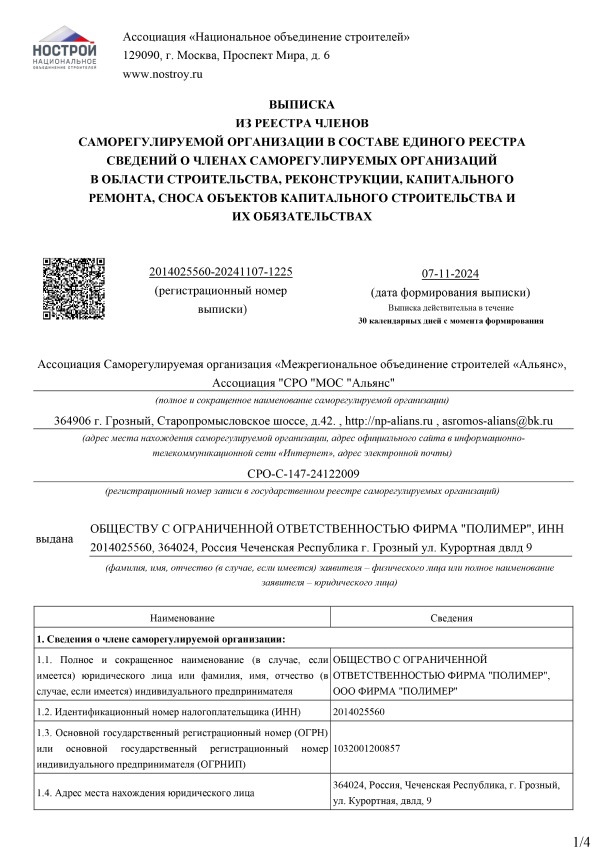 НОСТРОЙ
НАЦИОНАЛЬНОЕ
ОБЪЕДИНЕНИЕ СТРОИТЕЛЕЙ
Ассоциация «Национальное объединение строителей»
129090, г. Москва, Проспект Мира, д. 6
www.nostroy.ru
ВЫПИСКА
ИЗ РЕЕСТРА ЧЛЕНОВ
САМОРЕГУЛИРУЕМОЙ ОРГАНИЗАЦИИ В СОСТАВЕ ЕДИНОГО РЕЕСТРА
СВЕДЕНИЙ О ЧЛЕНАХ САМОРЕГУЛИРУЕМЫХ ОРГАНИЗАЦИЙ
В ОБЛАСТИ СТРОИТЕЛЬСТВА, РЕКОНСТРУКЦИИ, КАПИТАЛЬНОГО
РЕМОНТА, СНОСА ОБЪЕКТОВ КАПИТАЛЬНОГО СТРОИТЕЛЬСТВА И
ИХ ОБЯЗАТЕЛЬСТВАХ
2014025560-20241107-1225
(регистрационный номер
выписки)
07-11-2024
(дата формирования выписки)
Выписка действительна в течение
30 календарных дней с момента формирования
Ассоциация Саморегулируемая организация «Межрегиональное объединение строителей «Альянс»,
Ассоциация "СРО "МОС "Альянс"
(полное и сокращенное наименование саморегулируемой организации)
364906 г. Грозный, Старопромысловское шоссе, д.42. , http://np-alians.ru , asromos-alians@bk.ru
(адрес места нахождения саморегулируемой организации, адрес официального сайта в информационно-
телекоммуникационной сети «Интернет», адрес электронной почты)
СРО-С-147-24122009
(регистрационный номер записи в государственном реестре саморегулируемых организаций)
выдана
ОБЩЕСТВУ С ОГРАНИЧЕННОЙ ОТВЕТСТВЕННОСТЬЮ ФИРМА "ПОЛИМЕР", ИНН
2014025560, 364024, Россия Чеченская Республика г. Грозный ул. Курортная двлд 9
(фамилия, имя, отчество (в случае, если имеется) заявителя – физического лица или полное наименование
заявителя – юридического лица)
Наименование
Сведения
1. Сведения о члене саморегулируемой организации:
1.1. Полное и сокращенное наименование (в случае, если
имеется) юридического лица или фамилия, имя, отчество (в
случае, если имеется) индивидуального предпринимателя
ОБЩЕСТВО С ОГРАНИЧЕННОЙ
ОТВЕТСТВЕННОСТЬЮ ФИРМА "ПОЛИМЕР",
ООО ФИРМА "ПОЛИМЕР"
1.2. Идентификационный номер налогоплательщика (ИНН)
2014025560
1.3. Основной государственный регистрационный номер (ОГРН)
или основной государственный регистрационный номер
индивидуального предпринимателя (ОГРНИП)
1032001200857
1.4. Адрес места нахождения юридического лица
364024, Россия, Чеченская Республика, г. Грозный,
ул. Курортная, двлд, 9
1/4